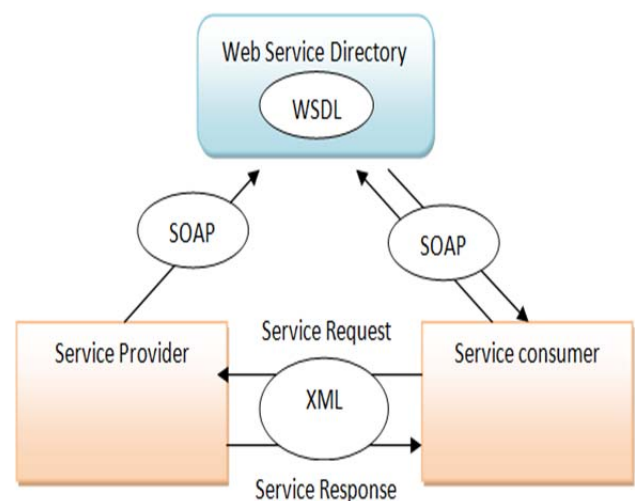 Web Service Directory
WSDL
SOAP
SOAP
Service Provider
Service Request
Service consumer
XML
Service Response